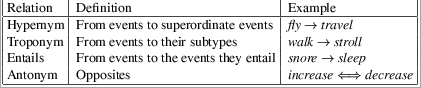 Relation Definition Example
Hypernym From events to superordinate events fly → travel
Troponym From events to their subtypes walk → stroll
Entails From events to the events they entail snore → sleep
Antonym Opposites increase ⟺ decrease